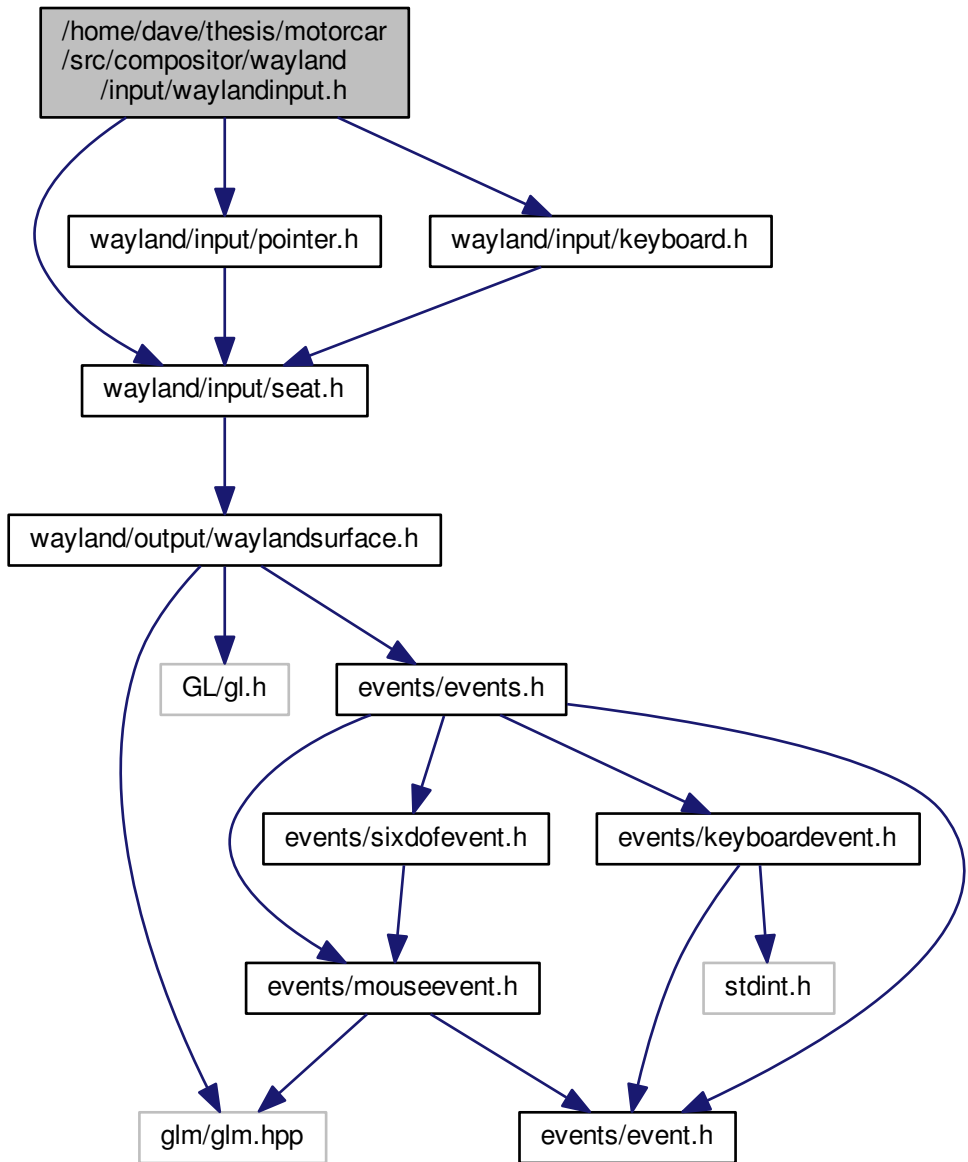 /home/dave/thesis/motorcar
/src/compositor/wayland
/input/waylandinput.h
wayland/input/pointer.h
wayland/input/keyboard.h
wayland/input/seat.h
wayland/output/waylandsurface.h
GL/gl.h
events/events.h
events/sixdofevent.h
events/keyboardevent.h
events/mouseevent.h
stdint.h
glm/glm.hpp
events/event.h